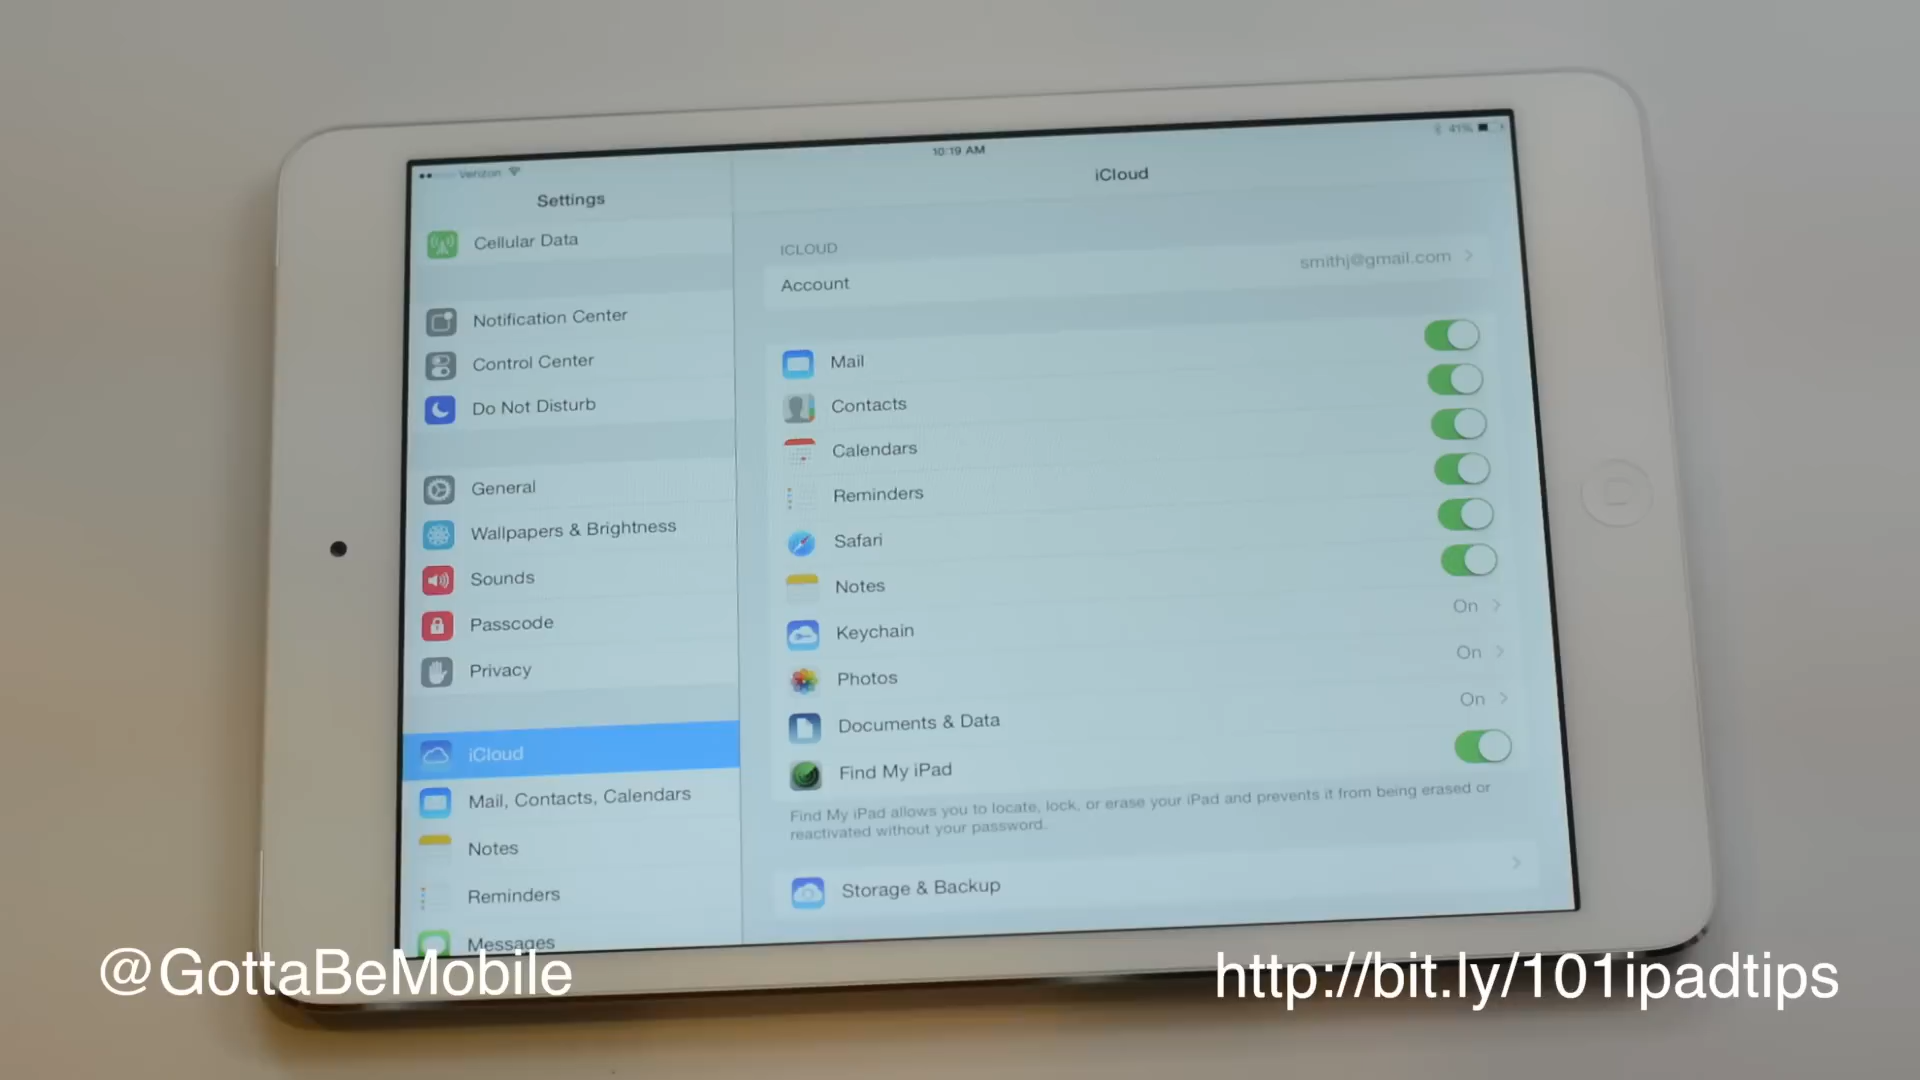 Verizon
10:19 AM
41%
Settings
iCloud
Cellular Data
Notification Center
Control Center
Do Not Disturb
General
Wallpapers & Brightness
Sounds
Passcode
Privacy
iCloud
Mail, Contacts, Calendars
Notes
Reminders
Messages
ICLOUD
Account smithj@gmail.com
Mail
Contacts
Calendars
Reminders
Safari
Notes
Keychain On
Photos On
Documents & Data On
Find My iPad
Find My iPad allows you to locate, lock, or erase your iPad and prevents it from being erased or
reactivated without your password.
Storage & Backup
@GottaBeMobile
http://bit.ly/101ipadtips